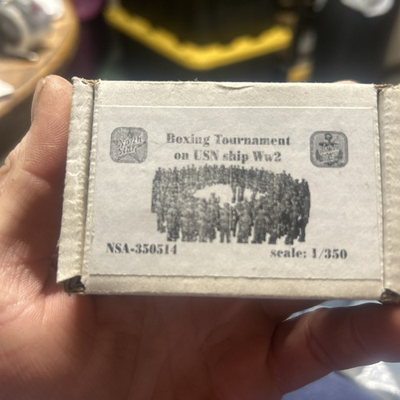 Boxing Tournament
on USN ship Ww2
NSA-350514
scale: 1/350